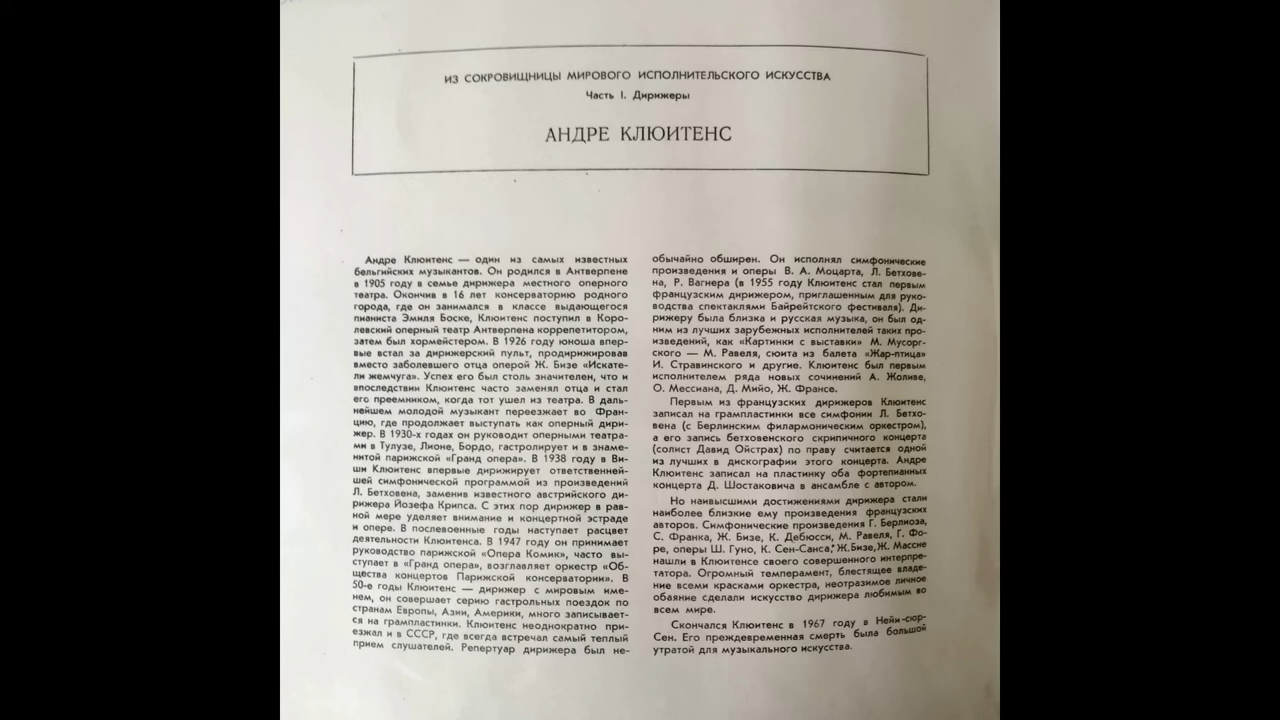 ИЗ СОКРОВИЩНИЦЫ МИРОВОГО ИСПОЛНИТЕЛЬСКОГО ИСКУССТВА
Часть I. Дирижеры
АНДРЕ КЛЮИТЕНС
Андре Клюитенс — один из самых известных
бельгийских музыкантов. Он родился в Антверпене
в 1905 году в семье дирижера местного оперного
театра. Окончив в 16 лет консерваторию родного
города, где он занимался в классе выдающегося
пианиста Эмиля Боске, Клюитенс поступил в Коро-
левский оперный театр Антверпена коррепетитором,
затем был хормейстером. В 1926 году юноша впер-
вые встал за дирижерский пульт, продирижировав
вместо заболевшего отца оперой Ж. Бизе «Искате-
ли жемчуга». Успех его был столь значителен, что и
впоследствии Клюитенс часто заменял отца и стал
его преемником, когда тот ушел из театра. В даль-
нейшем молодой музыкант переезжает во Фран-
цию, где продолжает выступать как оперный дири-
жер. В 1930-х годах он руководит оперными театра-
ми в Тулузе, Лионе, Бордо, гастролирует и в знаме-
нитой парижской «Гранд опера». В 1938 году в Ви-
ши Клюитенс впервые дирижирует ответственней-
шей симфонической программой из произведений
Л. Бетховена, заменив известного австрийского ди-
рижера Йозефа Крипса. С этих пор дирижер в рав-
ной мере уделяет внимание и концертной эстраде
и опере. В послевоенные годы наступает расцвет
деятельности Клюитенса. В 1947 году он принимает
руководство парижской «Опера Комик», часто вы-
ступает в «Гранд опера», возглавляет оркестр «Об-
щества концертов Парижской консерватории». В
50-е годы Клюитенс — дирижер с мировым име-
нем, он совершает серию гастрольных поездок по
странам Европы, Азии, Америки, много записывает-
ся на грампластинки. Клюитенс неоднократно при-
езжал и в СССР, где всегда встречал самый теплый
прием слушателей. Репертуар дирижера был не-
обычайно обширен. Он исполнял симфонические
произведения и оперы В. А. Моцарта, Л. Бетхове-
на, Р. Вагнера (в 1955 году Клюитенс стал первым
французским дирижером, приглашенным для руко-
водства спектаклями Байрейтского фестиваля). Ди-
рижеру была близка и русская музыка, он был од-
ним из лучших зарубежных исполнителей таких про-
изведений, как «Картинки с выставки» М. Мусорг-
ского — М. Равеля, сюита из балета «Жар-птица»
И. Стравинского и другие. Клюитенс был первым
исполнителем ряда новых сочинений А. Жоливе,
О. Мессиана, Д. Мийо, Ж. Франсе.
Первым из французских дирижеров Клюитенс
записал на грампластинки все симфонии Л. Бетхо-
вена (с Берлинским филармоническим оркестром),
а его запись бетховенского скрипичного концерта
(солист Давид Ойстрах) по праву считается одной
из лучших в дискографии этого концерта. Андре
Клюитенс записал на пластинку оба фортепианных
концерта Д. Шостаковича в ансамбле с автором.
Но наивысшими достижениями дирижера стали
наиболее близкие ему произведения французских
авторов. Симфонические произведения Г. Берлиоза,
С. Франка, Ж. Бизе, К. Дебюсси, М. Равеля, Г. Фо-
ре, оперы Ш. Гуно, К. Сен-Санса, Ж.Бизе,Ж. Массне
нашли в Клюитенсе своего совершенного интерпре-
татора. Огромный темперамент, блестящее владе-
ние всеми красками оркестра, неотразимое личное
обаяние сделали искусство дирижера любимым во
всем мире.
Скончался Клюитенс в 1967 году в Нейи-сюр-
Сен. Его преждевременная смерть была большой
утратой для музыкального искусства.